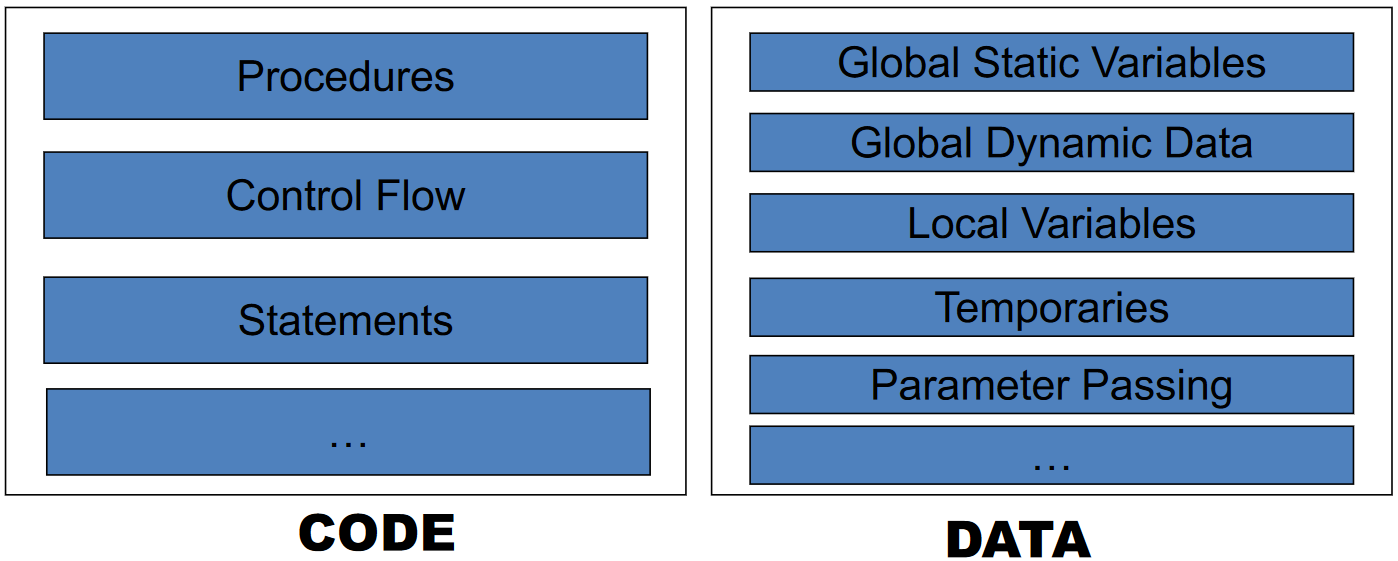 Procedures
Control Flow
Statements
...
CODE
Global Static Variables
Global Dynamic Data
Local Variables
Temporaries
Parameter Passing
...
DATA